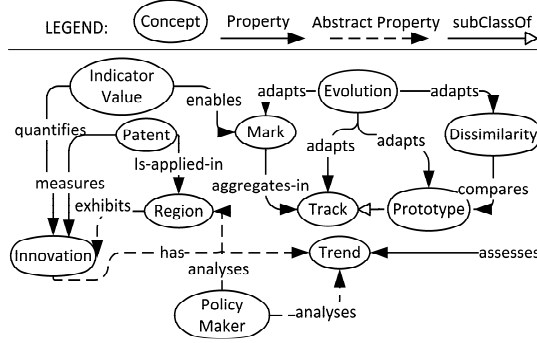 LEGEND:
Concept
Property
Abstract Property
subClassOf
Indicator
Value
enables
adapts
Evolution
adapts
quantifies
Patent
Mark
Dissimilarity
Is-applied-in
adapts
adapts
measures
aggregates-in
compares
exhibits
Region
Track
Prototype
Innovation
has
Trend
assesses
analyses
Policy
Maker
analyses